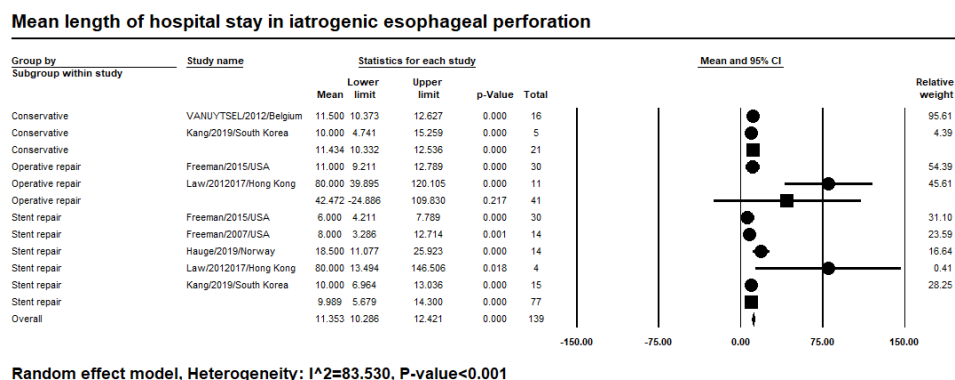 Mean length of hospital stay in iatrogenic esophageal perforation
Group by Study name Statistics for each study Mean and 95% CI
Subgroup within study
Lower Upper Relative
Mean limit limit p-Value Total weight
Conservative VANUYTSEL/2012/Belgium 11.500 10.373 12.627 0.000 16 95.61
Conservative Kang/2019/South Korea 10.000 4.741 15.259 0.000 5 4.39
Conservative 11.434 10.332 12.536 0.000 21
Operative repair Freeman/2015/USA 11.000 9.211 12.789 0.000 30 54.39
Operative repair Law/2012017/Hong Kong 80.000 39.895 120.105 0.000 11 45.61
Operative repair 42.472 -24.886 109.830 0.217 41
Stent repair Freeman/2015/USA 6.000 4.211 7.789 0.000 30 31.10
Stent repair Freeman/2007/USA 8.000 3.286 12.714 0.001 14 23.59
Stent repair Hauge/2019/Norway 18.500 11.077 25.923 0.000 14 16.64
Stent repair Law/2012017/Hong Kong 80.000 13.494 146.506 0.018 4 0.41
Stent repair Kang/2019/South Korea 10.000 6.964 13.036 0.000 15 28.25
Stent repair 9.989 5.679 14.300 0.000 77
Overall 11.353 10.286 12.421 0.000 139
-150.00 -75.00 0.00 75.00 150.00
Random effect model, Heterogeneity: I^2=83.530, P-value<0.001